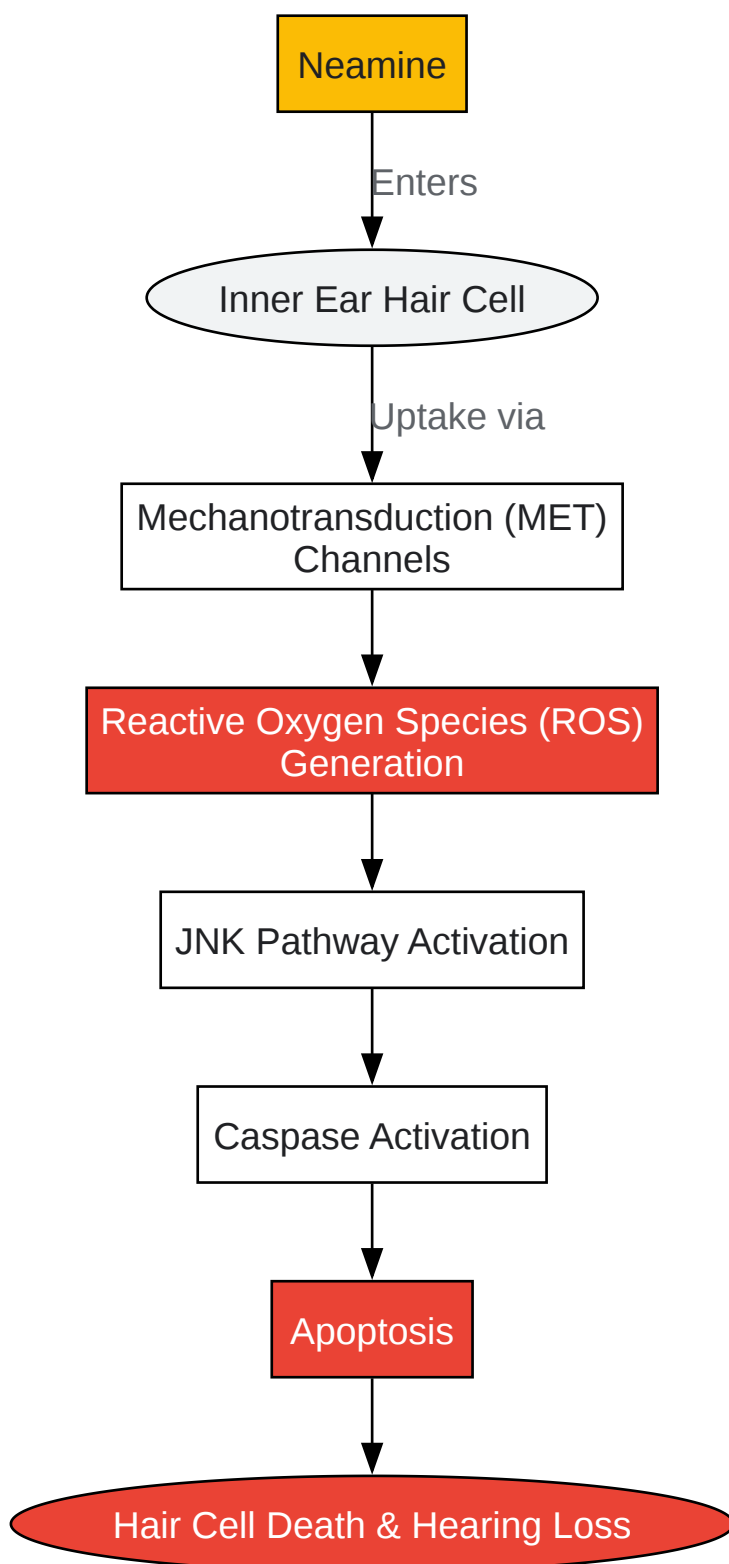 Neamine
Enters
Inner Ear Hair Cell
Uptake via
Mechanotransduction (MET)
Channels
Reactive Oxygen Species (ROS)
Generation
JNK Pathway Activation
Caspase Activation
Apoptosis
Hair Cell Death & Hearing Loss